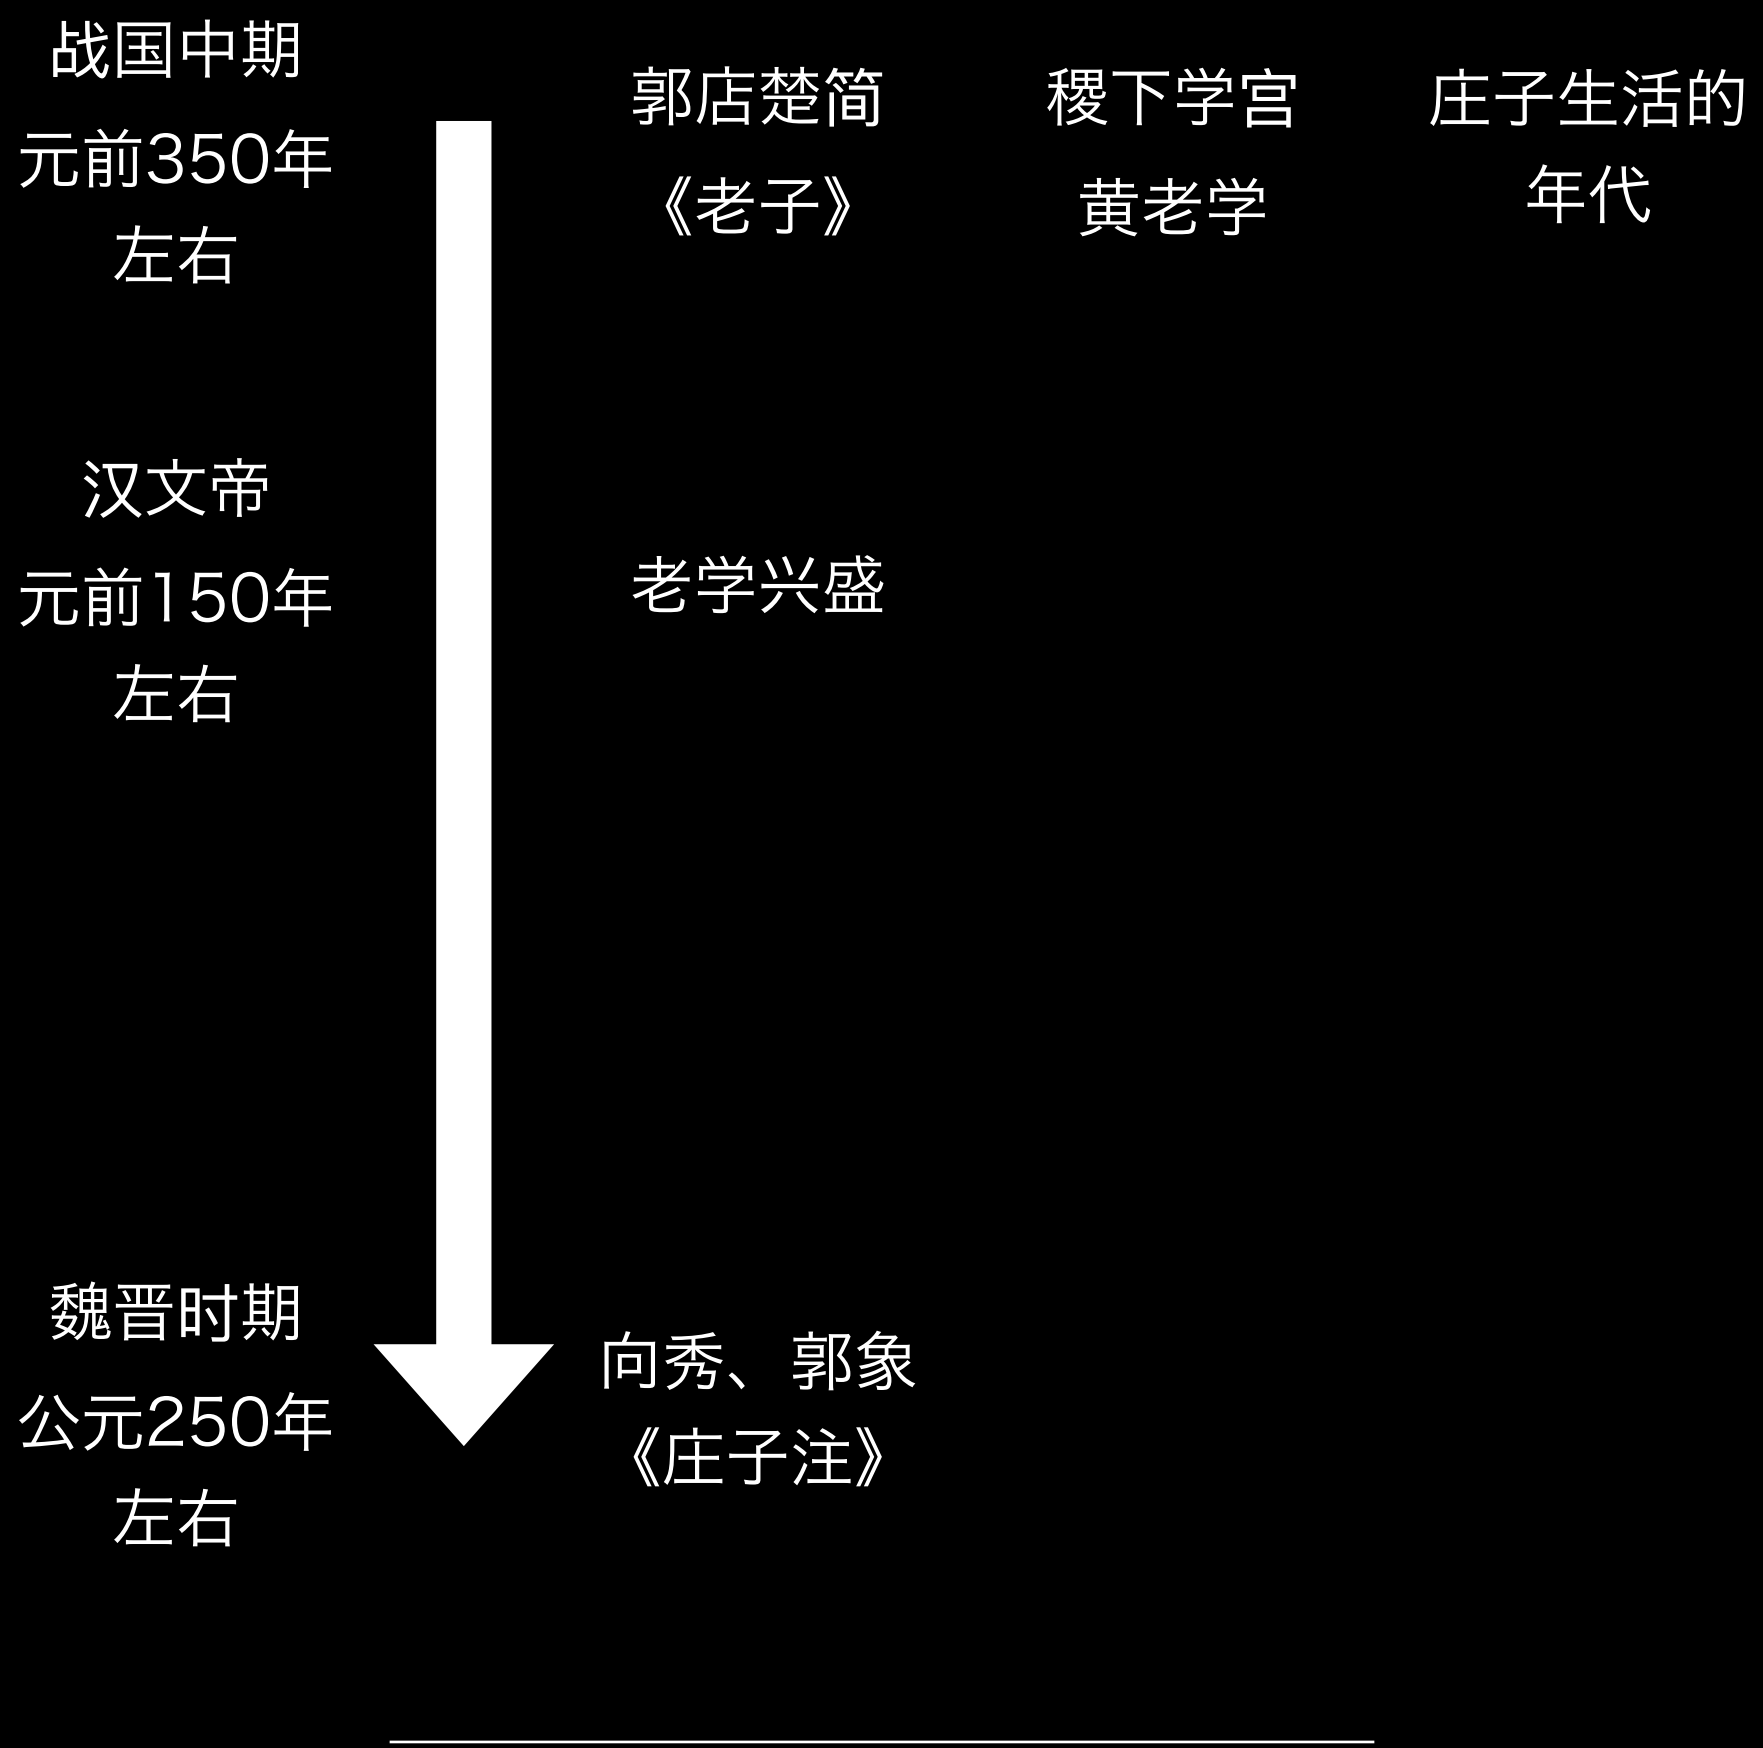 战国中期
元前350年
左右
郭店楚简
《老子》
稷下学宫
黄老学
庄子生活的
年代
汉文帝
元前150年
左右
老学兴盛
魏晋时期
公元250年
左右
向秀、郭象
《庄子注》